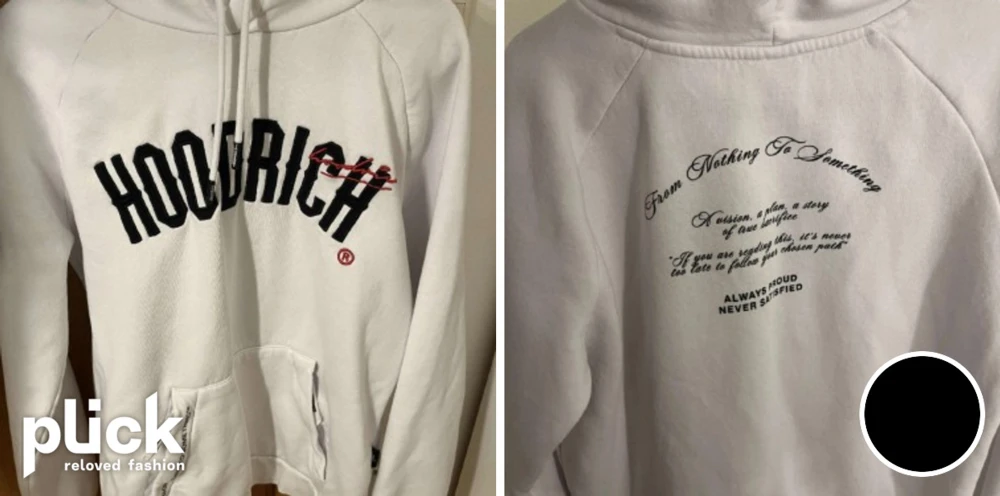 HOODRICH
®
plick
reloved fashion
From Nothing To Something
A vision, a plan, a story
of true sacrifice
"If you are reading this, it's never
too late to follow your chosen path"
ALWAYS PROUD
NEVER SATISFIED